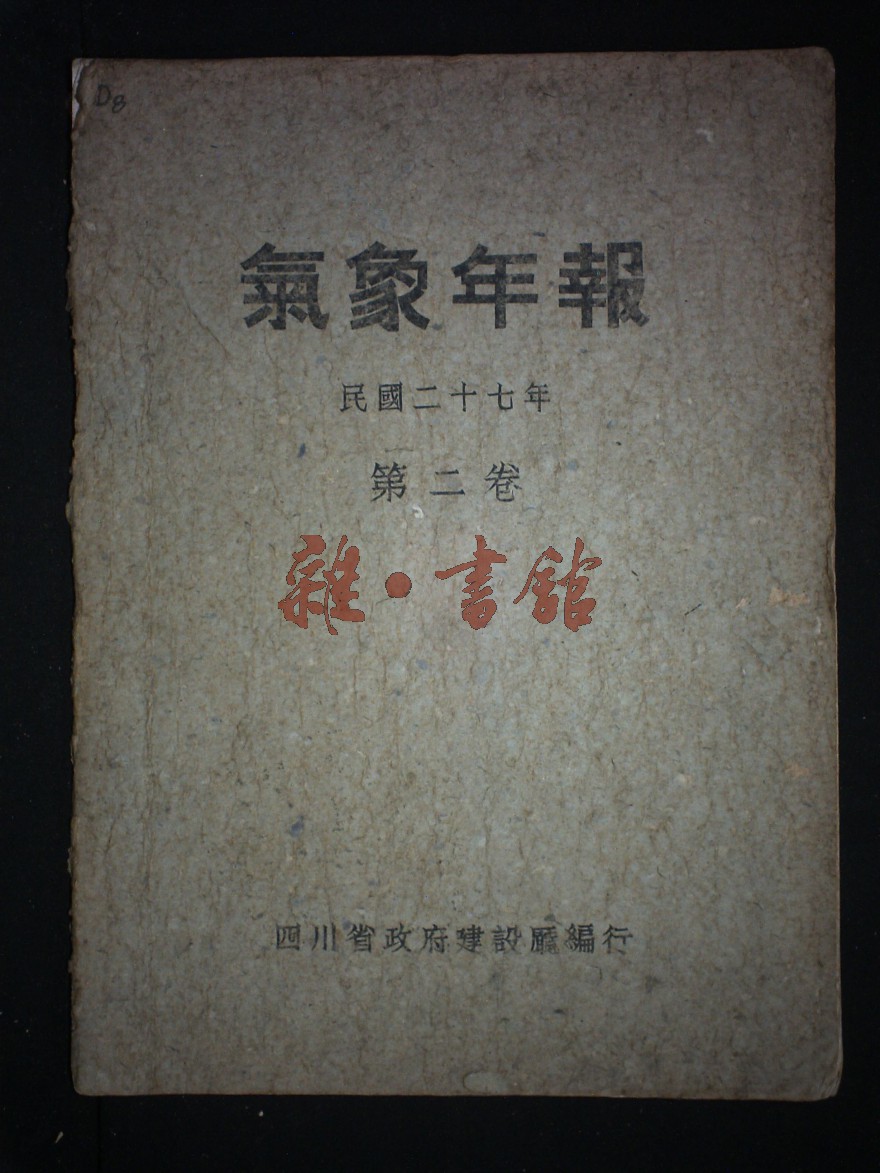 D8
氣象年報
民國二十七年
第二卷
雜·書館
四川省政府建設廳編行